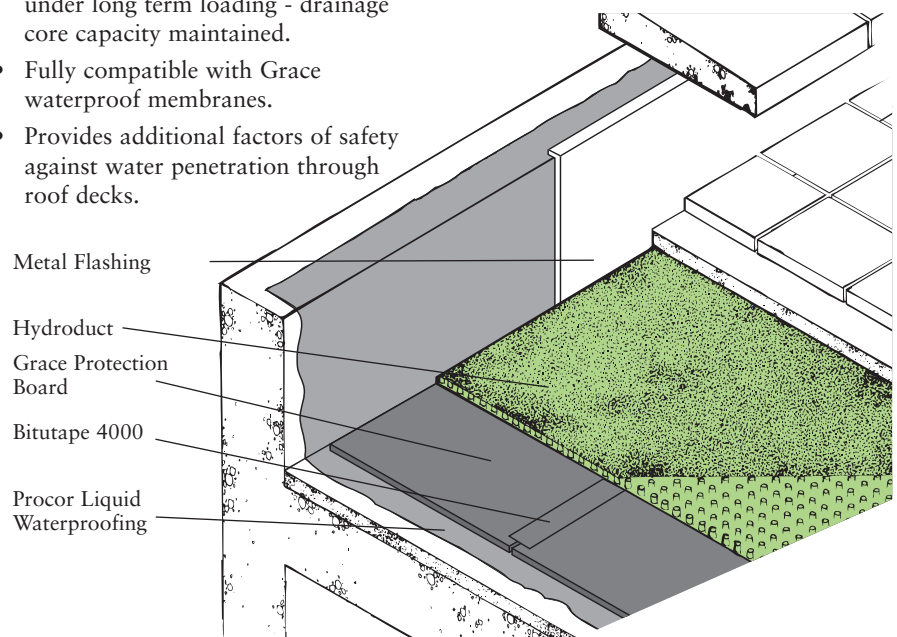 under long term loading - drainage
core capacity maintained.
• Fully compatible with Grace
waterproof membranes.
• Provides additional factors of safety
against water penetration through
roof decks.
Metal Flashing
Hydroduct
Grace Protection
Board
Bitutape 4000
Procor Liquid
Waterproofing